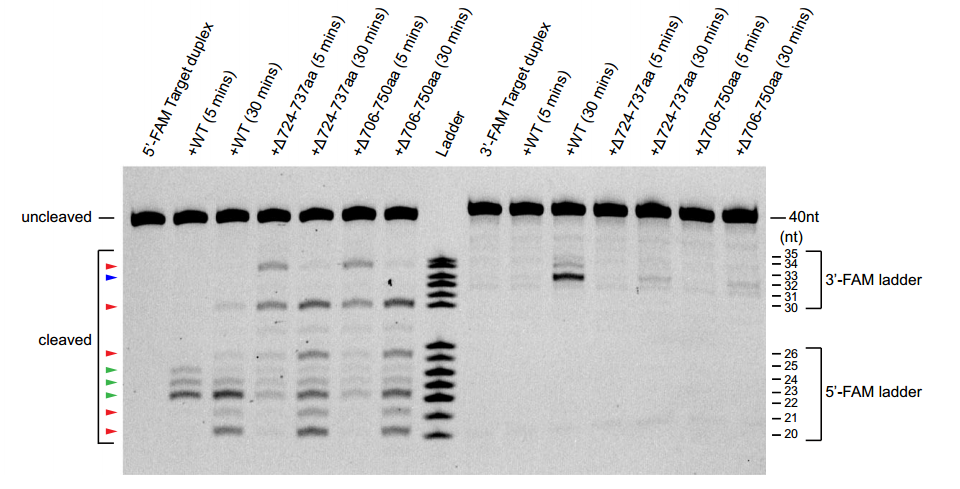 5'-FAM Target duplex
+WT (5 mins)
+WT (30 mins)
+Δ724-737aa (5 mins)
+Δ724-737aa (30 mins)
+Δ706-750aa (5 mins)
+Δ706-750aa (30 mins)
Ladder
3'-FAM Target duplex
+WT (5 mins)
+WT (30 mins)
+Δ724-737aa (5 mins)
+Δ724-737aa (30 mins)
+Δ706-750aa (5 mins)
+Δ706-750aa (30 mins)
uncleaved
40nt
(nt)
35
34
33
32
31
30
3'-FAM ladder
cleaved
26
25
24
23
22
21
20
5'-FAM ladder